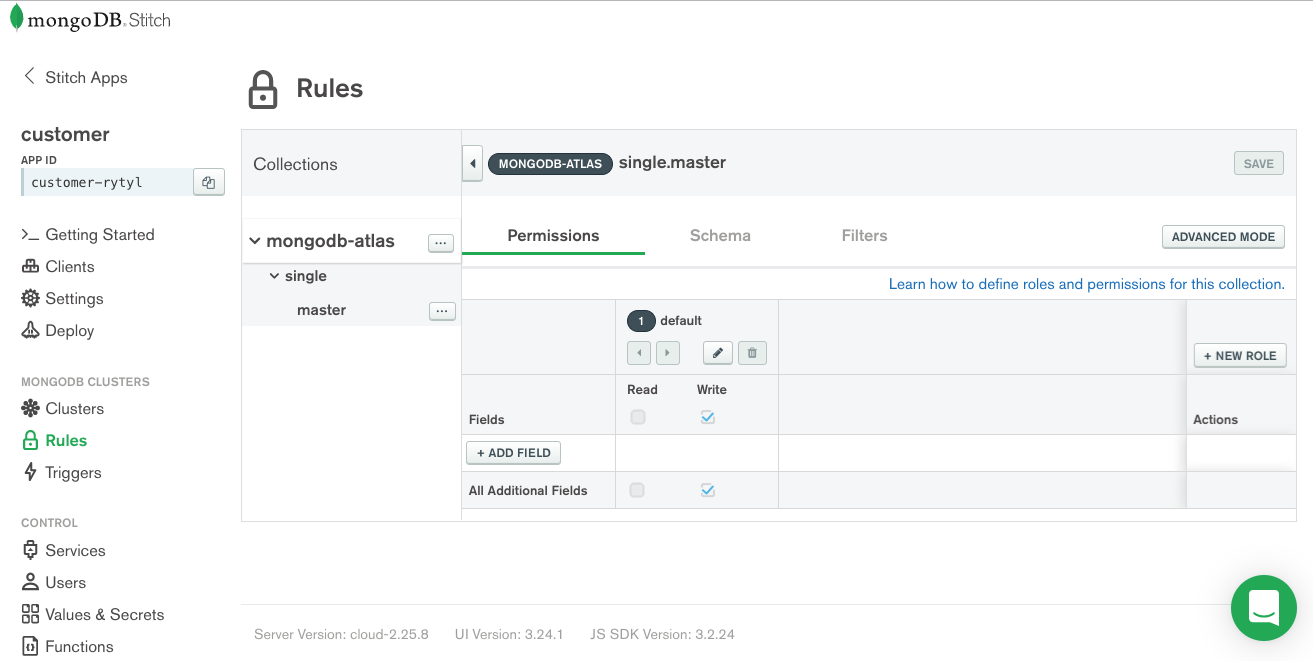 mongoDB. Stitch
Stitch Apps
customer
APP ID
customer-rytyl
>_ Getting Started
Clients
Settings
Deploy
MONGODB CLUSTERS
Clusters
Rules
Triggers
CONTROL
Services
Users
Values & Secrets
Functions
Rules
Collections
mongodb-atlas
...
single
master
...
MONGODB-ATLAS single.master
SAVE
Permissions Schema Filters
ADVANCED MODE
Learn how to define roles and permissions for this collection.
1 default
+ NEW ROLE
Read Write
Fields
Actions
+ ADD FIELD
All Additional Fields
Server Version: cloud-2.25.8 UI Version: 3.24.1 JS SDK Version: 3.2.24